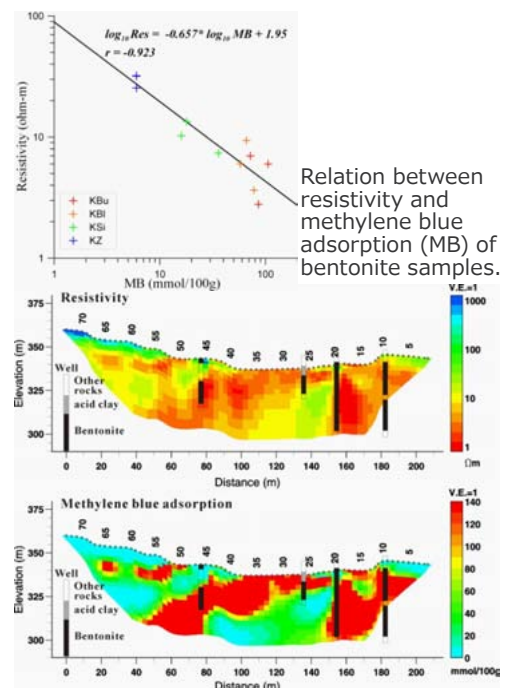 log10 Res = -0.657* log10 MB + 1.95
r = -0.923
Resistivity (ohm-m)
100
10
1
KBu
KBl
KSi
KZ
1 10 100
MB (mmol/100g)
Relation between
resistivity and
methylene blue
adsorption (MB) of
bentonite samples.
Resistivity
V.E.=1
Elevation (m)
375
350
325
300
70 65 60 55 50 45 40 35 30 25 20 15 10 5
Well
Other
rocks
acid clay
Bentonite
1000
100
10
1
Ωm
0 20 40 60 80 100 120 140 160 180 200
Distance (m)
Methylene blue adsorption
V.E.=1
Elevation (m)
375
350
325
300
70 65 60 55 50 45 40 35 30 25 20 15 10 5
Well
Other
rocks
acid clay
Bentonite
140
120
100
80
60
40
20
0
mmol/100g
0 20 40 60 80 100 120 140 160 180 200
Distance (m)